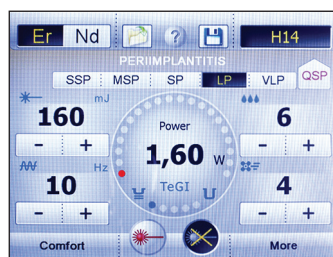 Er Nd ? H14
PERIIMPLANTITIS
SSP MSP SP LP VLP QSP
mJ
160
- +
Power
1,60 W
6
- +
Hz
10
- +
TeGI
4
- +
Comfort More